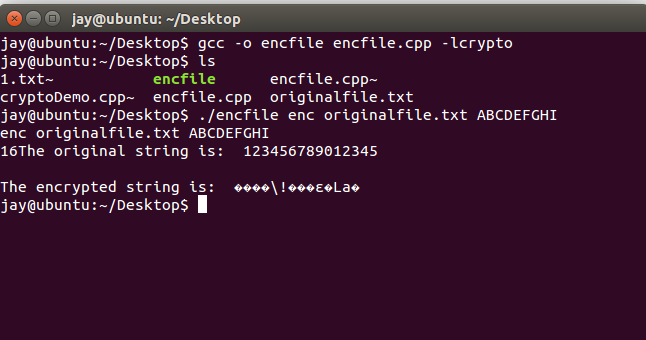 jay@ubuntu: ~/Desktop
jay@ubuntu:~/Desktop$ gcc -o encfile encfile.cpp -lcrypto
jay@ubuntu:~/Desktop$ ls
1.txt~ encfile encfile.cpp~
cryptoDemo.cpp~ encfile.cpp originalfile.txt
jay@ubuntu:~/Desktop$ ./encfile enc originalfile.txt ABCDEFGHI
enc originalfile.txt ABCDEFGHI
16The original string is: 123456789012345
The encrypted string is: ����\!���ε�La�
jay@ubuntu:~/Desktop$